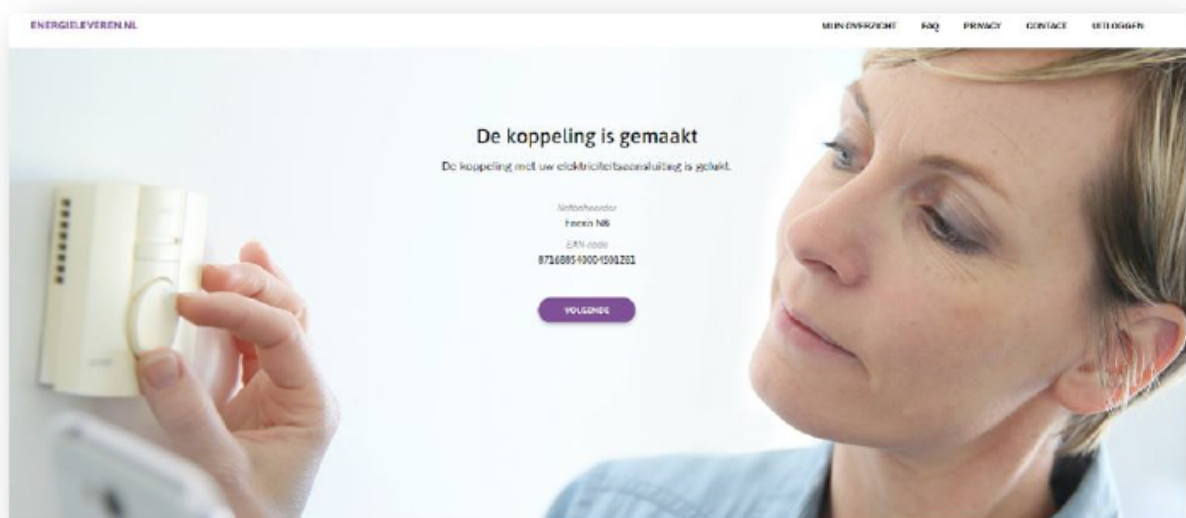 ENERGIELEVEREN.NL
MIJN OVERZICHT FAQ PRIVACY CONTACT UITLOGGEN
De koppeling is gemaakt
De koppeling met uw elektriciteitsaansluiting is gelukt.
Netbeheerder
EAN-code
VOLGENDE